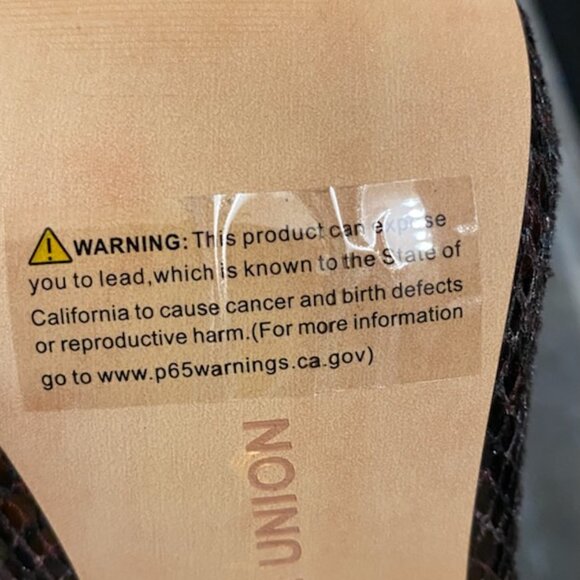 WARNING: This product can expose
you to lead,which is known to the State of
California to cause cancer and birth defects
or reproductive harm.(For more information
go to www.p65warnings.ca.gov)
UNION